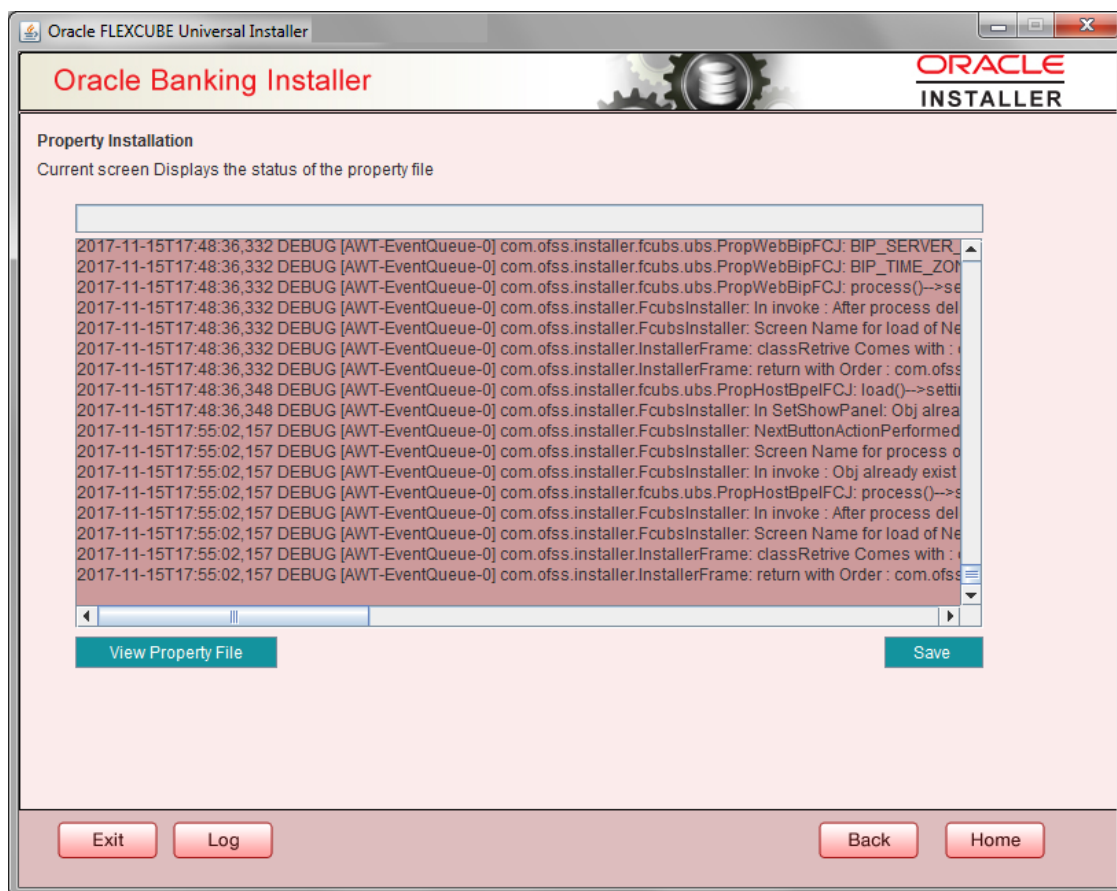 Oracle FLEXCUBE Universal Installer
Oracle Banking Installer
ORACLE
INSTALLER
Property Installation
Current screen Displays the status of the property file
2017-11-15T17:48:36,332 DEBUG [AWT-EventQueue-0] com.ofss.installer.fcubs.ubs.PropWebBipFCJ: BIP_SERVER_
2017-11-15T17:48:36,332 DEBUG [AWT-EventQueue-0] com.ofss.installer.fcubs.ubs.PropWebBipFCJ: BIP_TIME_ZON
2017-11-15T17:48:36,332 DEBUG [AWT-EventQueue-0] com.ofss.installer.fcubs.ubs.PropWebBipFCJ: process()-->se
2017-11-15T17:48:36,332 DEBUG [AWT-EventQueue-0] com.ofss.installer.FcubsInstaller: In invoke : After process del
2017-11-15T17:48:36,332 DEBUG [AWT-EventQueue-0] com.ofss.installer.FcubsInstaller: Screen Name for load of Ne
2017-11-15T17:48:36,332 DEBUG [AWT-EventQueue-0] com.ofss.installer.InstallerFrame: classRetrive Comes with :
2017-11-15T17:48:36,332 DEBUG [AWT-EventQueue-0] com.ofss.installer.InstallerFrame: return with Order : com.ofss
2017-11-15T17:48:36,348 DEBUG [AWT-EventQueue-0] com.ofss.installer.fcubs.ubs.PropHostBpelFCJ: load()-->settin
2017-11-15T17:48:36,348 DEBUG [AWT-EventQueue-0] com.ofss.installer.FcubsInstaller: In SetShowPanel: Obj alrea
2017-11-15T17:55:02,157 DEBUG [AWT-EventQueue-0] com.ofss.installer.FcubsInstaller: NextButtonActionPerformed
2017-11-15T17:55:02,157 DEBUG [AWT-EventQueue-0] com.ofss.installer.FcubsInstaller: Screen Name for process o
2017-11-15T17:55:02,157 DEBUG [AWT-EventQueue-0] com.ofss.installer.FcubsInstaller: In invoke : Obj already exist
2017-11-15T17:55:02,157 DEBUG [AWT-EventQueue-0] com.ofss.installer.fcubs.ubs.PropHostBpelFCJ: process()-->s
2017-11-15T17:55:02,157 DEBUG [AWT-EventQueue-0] com.ofss.installer.FcubsInstaller: In invoke : After process del
2017-11-15T17:55:02,157 DEBUG [AWT-EventQueue-0] com.ofss.installer.FcubsInstaller: Screen Name for load of Ne
2017-11-15T17:55:02,157 DEBUG [AWT-EventQueue-0] com.ofss.installer.InstallerFrame: classRetrive Comes with :
2017-11-15T17:55:02,157 DEBUG [AWT-EventQueue-0] com.ofss.installer.InstallerFrame: return with Order : com.ofss
View Property File
Save
Exit
Log
Back
Home